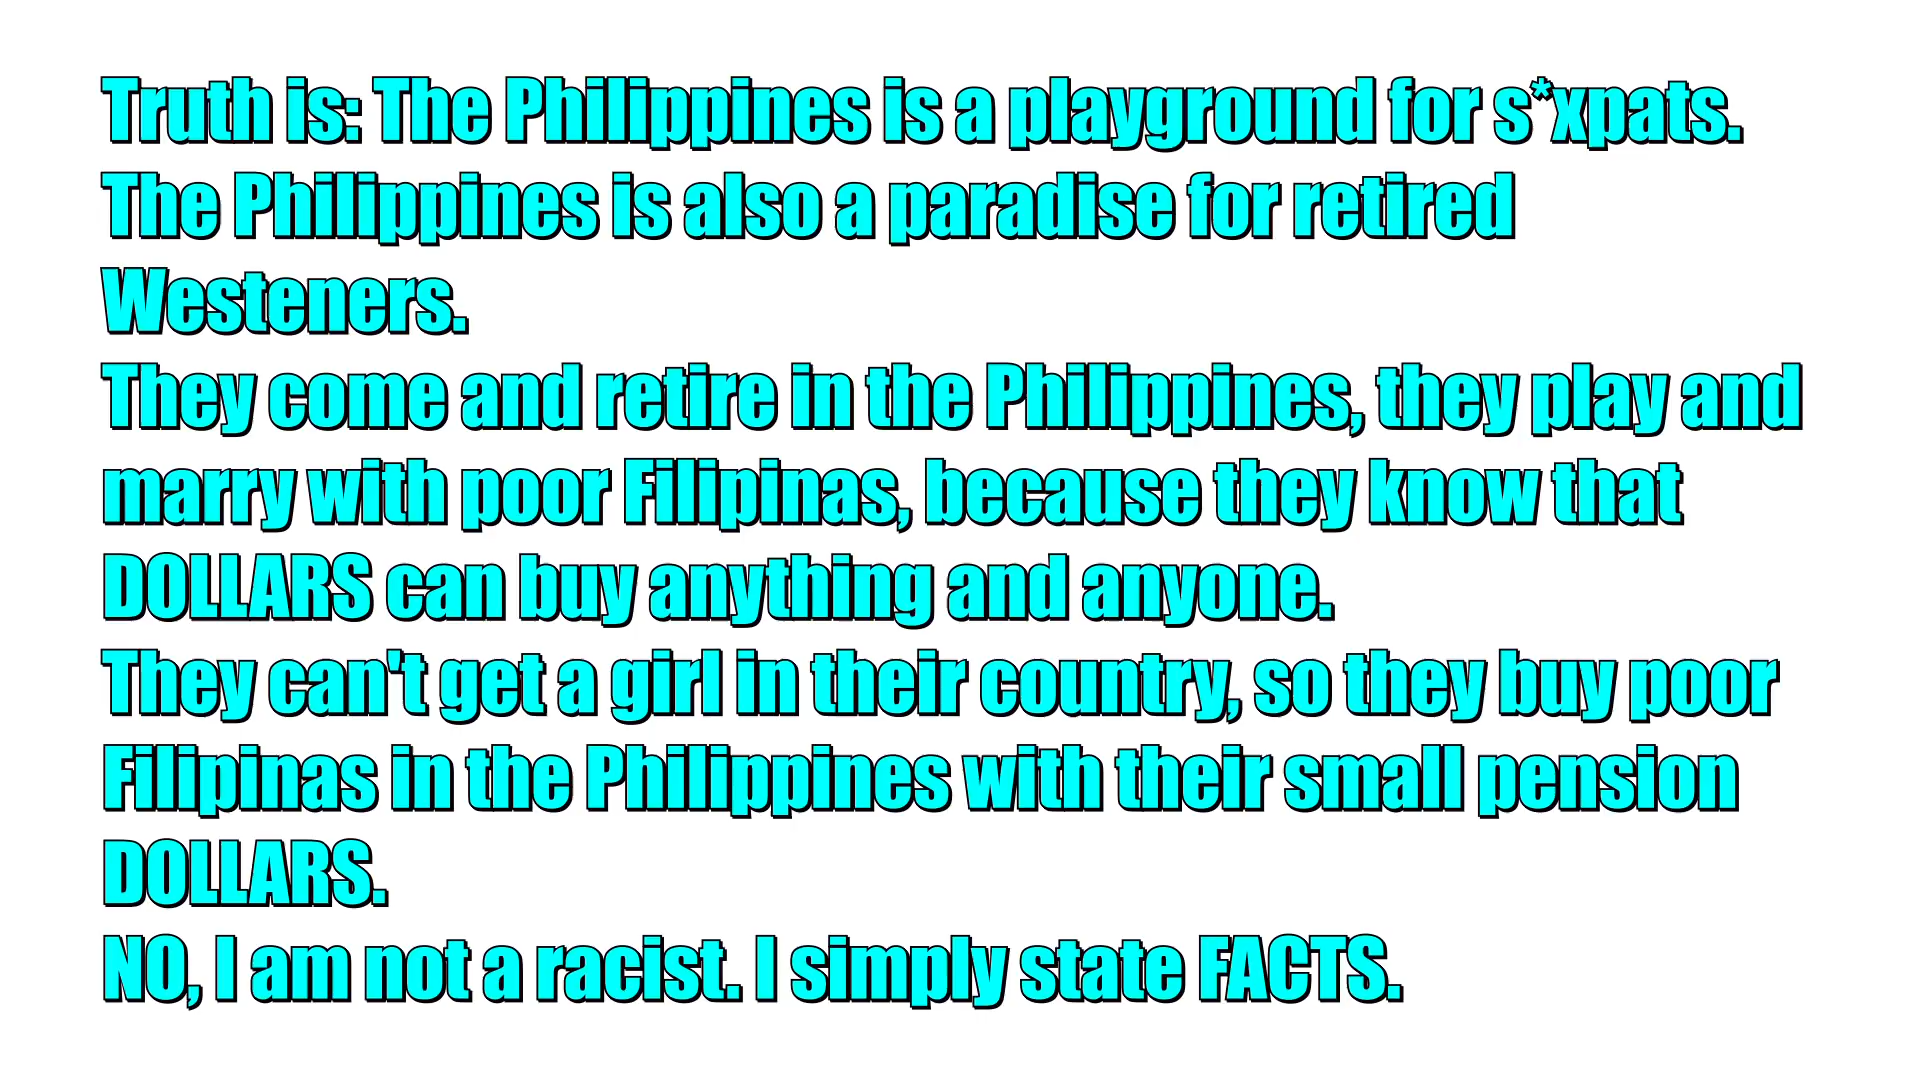 Truth is: The Philippines is a playground for s*xpats.
The Philippines is also a paradise for retired
Westeners.
They come and retire in the Philippines, they play and
marry with poor Filipinas, because they know that
DOLLARS can buy anything and anyone.
They can't get a girl in their country, so they buy poor
Filipinas in the Philippines with their small pension
DOLLARS.
NO, I am not a racist. I simply state FACTS.